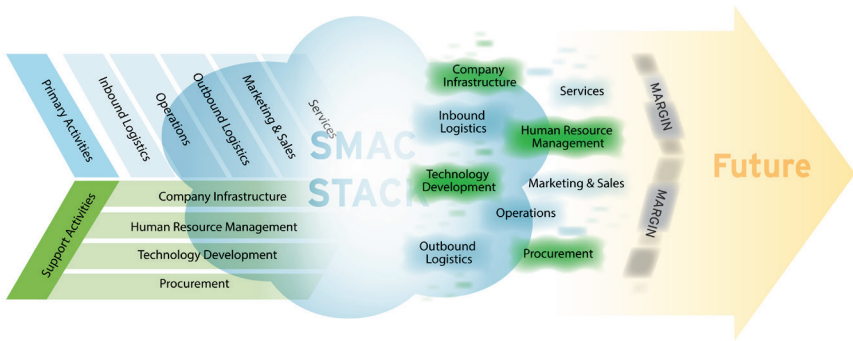 Primary Activities
Inbound Logistics
Operations
Outbound Logistics
Marketing & Sales
Services
Support Activities
Company Infrastructure
Human Resource Management
Technology Development
Procurement
SMAC
STACK
Company
Infrastructure
Services
Inbound
Logistics
Human Resource
Management
Technology
Development
Marketing & Sales
Operations
Outbound
Logistics
Procurement
MARGIN
MARGIN
Future